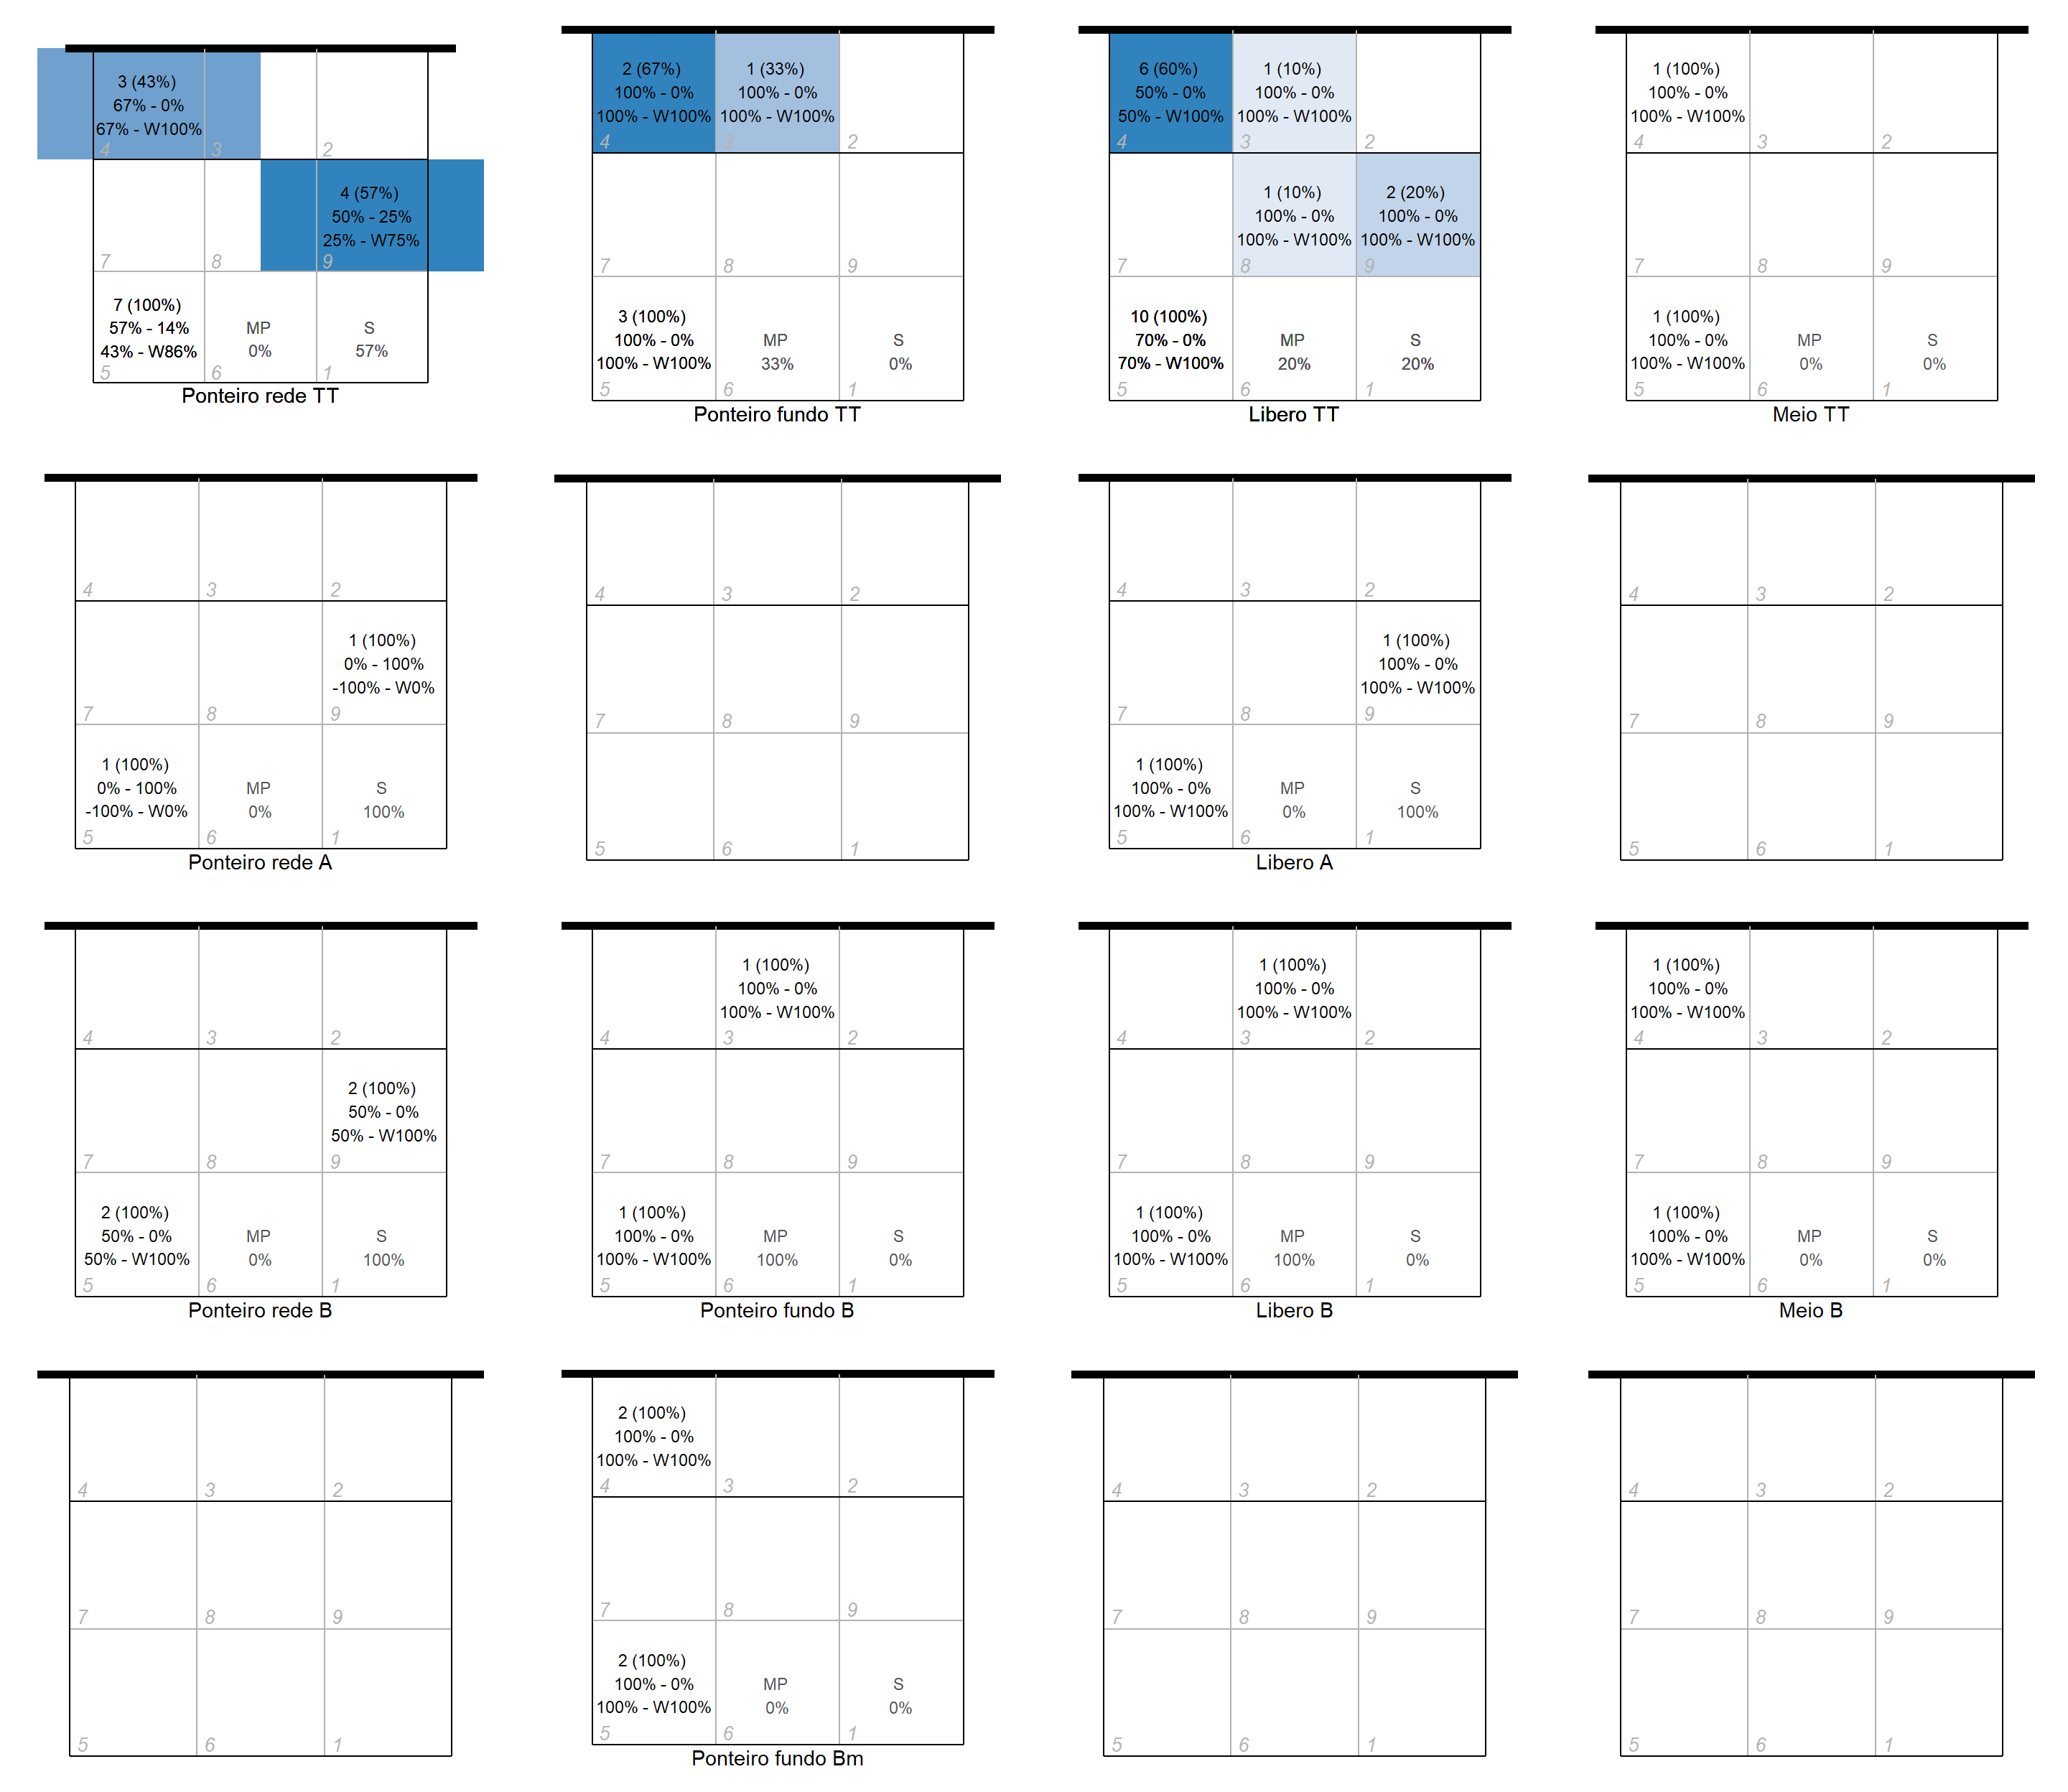 3 (43%)
67% - 0%
67% - W100%
4
3
2
4 (57%)
50% - 25%
25% - W75%
7
8
9
7 (100%)
57% - 14%
43% - W86%
MP
0%
S
57%
5
6
1
Ponteiro rede TT
2 (67%)
100% - 0%
100% - W100%
1 (33%)
100% - 0%
100% - W100%
4
3
2
7
8
9
3 (100%)
100% - 0%
100% - W100%
MP
33%
S
0%
5
6
1
Ponteiro fundo TT
6 (60%)
50% - 0%
50% - W100%
1 (10%)
100% - 0%
100% - W100%
4
3
2
1 (10%)
100% - 0%
100% - W100%
2 (20%)
100% - 0%
100% - W100%
7
8
9
10 (100%)
70% - 0%
70% - W100%
MP
20%
S
20%
5
6
1
Libero TT
1 (100%)
100% - 0%
100% - W100%
4
3
2
7
8
9
1 (100%)
100% - 0%
100% - W100%
MP
0%
S
0%
5
6
1
Meio TT
4
3
2
1 (100%)
0% - 100%
-100% - W0%
7
8
9
1 (100%)
0% - 100%
-100% - W0%
MP
0%
S
100%
5
6
1
Ponteiro rede A
4
3
2
7
8
9
5
6
1
4
3
2
1 (100%)
100% - 0%
100% - W100%
7
8
9
1 (100%)
100% - 0%
100% - W100%
MP
0%
S
100%
5
6
1
Libero A
4
3
2
7
8
9
5
6
1
4
3
2
2 (100%)
50% - 0%
50% - W100%
7
8
9
2 (100%)
50% - 0%
50% - W100%
MP
0%
S
100%
5
6
1
Ponteiro rede B
1 (100%)
100% - 0%
100% - W100%
4
3
2
7
8
9
1 (100%)
100% - 0%
100% - W100%
MP
100%
S
0%
5
6
1
Ponteiro fundo B
1 (100%)
100% - 0%
100% - W100%
4
3
2
7
8
9
1 (100%)
100% - 0%
100% - W100%
MP
100%
S
0%
5
6
1
Libero B
1 (100%)
100% - 0%
100% - W100%
4
3
2
7
8
9
1 (100%)
100% - 0%
100% - W100%
MP
0%
S
0%
5
6
1
Meio B
4
3
2
7
8
9
5
6
1
2 (100%)
100% - 0%
100% - W100%
4
3
2
7
8
9
2 (100%)
100% - 0%
100% - W100%
MP
0%
S
0%
5
6
1
Ponteiro fundo Bm
4
3
2
7
8
9
5
6
1
4
3
2
7
8
9
5
6
1